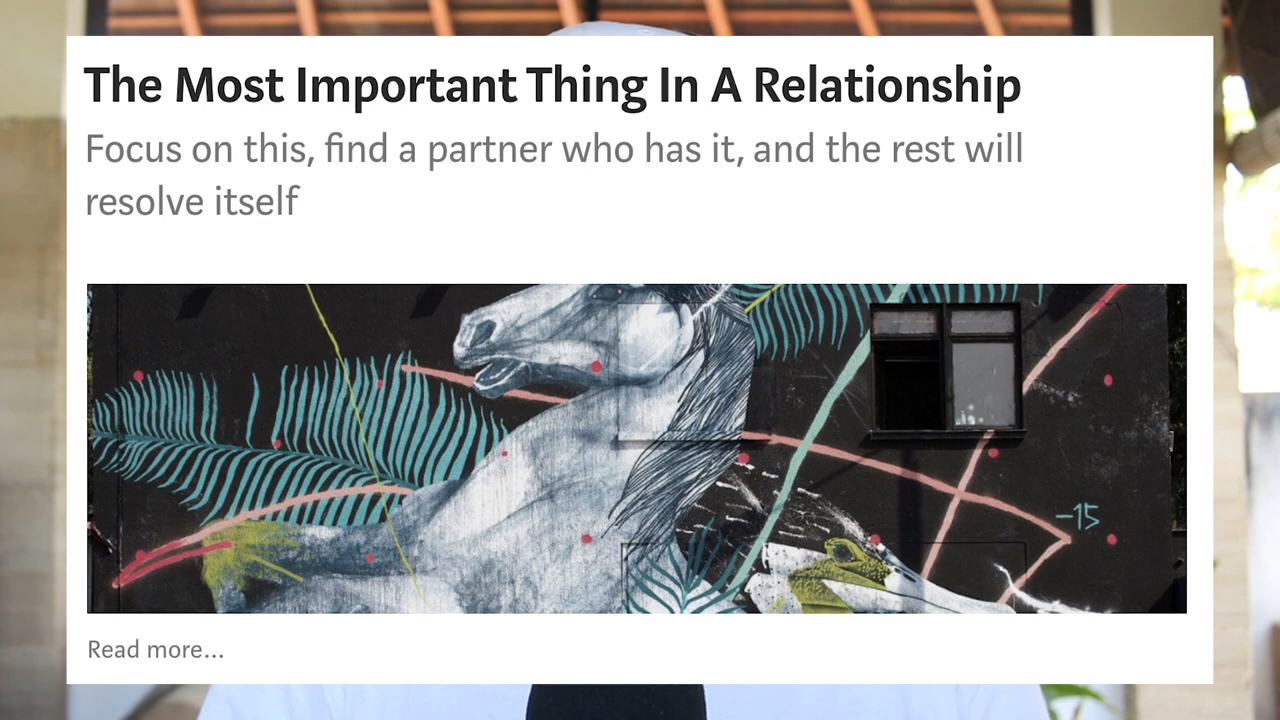 The Most Important Thing In A Relationship
Focus on this, find a partner who has it, and the rest will
resolve itself
–15
Read more...